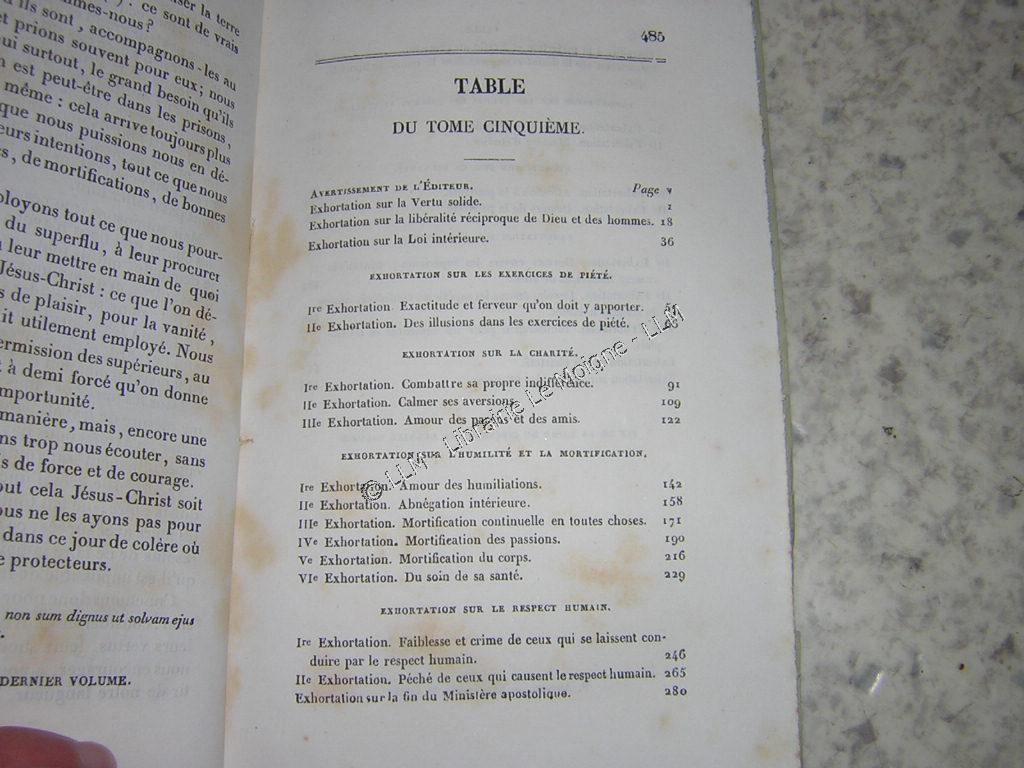 ser la terre
) : ce sont de vrais
mmes-nous?
'ils sont, accompagnons-les au
et prions souvent pour eux; nous
ui surtout, le grand besoin qu'ils
n est peut-être dans les prisons,
même : cela arrive toujours plus
que nous puissions nous en dé-
eurs intentions, tout ce que nous
s, de mortifications, de bonnes
ployons tout ce que nous pour-
du superflu, à leur procurer
à leur mettre en main de quoi
Jésus-Christ : ce que l'on dé-
s de plaisir, pour la vanité,
it utilement employé. Nous
ermission des supérieurs, au
t à demi forcé qu'on donne
mportunité.
manière, mais, encore une
ns trop nous écouter, sans
is de force et de courage.
out cela Jésus-Christ soit
ous ne les ayons pas pour
dans ce jour de colère où
e protecteurs.
non sum dignus ut solvam ejus
DERNIER VOLUME.
485
TABLE
DU TOME CINQUIÈME.
AVERTISSEMENT DE L'ÉDITEUR. Page v
Exhortation sur la Vertu solide. 1
Exhortation sur la libéralité réciproque de Dieu et des hommes. 18
Exhortation sur la Loi intérieure. 36
EXHORTATION SUR LES EXERCICES DE PIÉTÉ.
Ire Exhortation. Exactitude et ferveur qu'on doit y apporter.
IIe Exhortation. Des illusions dans les exercices de piété.
EXHORTATION SUR LA CHARITÉ.
Ire Exhortation. Combattre sa propre indifférence. 91
IIe Exhortation. Calmer ses aversions. 109
IIIe Exhortation. Amour des parens et des amis. 122
EXHORTATION SUR L'HUMILITÉ ET LA MORTIFICATION.
Ire Exhortation. Amour des humiliations. 142
IIe Exhortation. Abnégation intérieure. 158
IIIe Exhortation. Mortification continuelle en toutes choses. 171
IVe Exhortation. Mortification des passions. 190
Ve Exhortation. Mortification du corps. 216
VIe Exhortation. Du soin de sa santé. 229
EXHORTATION SUR LE RESPECT HUMAIN.
Ire Exhortation. Faiblesse et crime de ceux qui se laissent con-
duire par le respect humain. 246
IIe Exhortation. Péché de ceux qui causent le respect humain. 265
Exhortation sur la fin du Ministère apostolique. 280
© LLM - Librairie Le Moigne - LLM